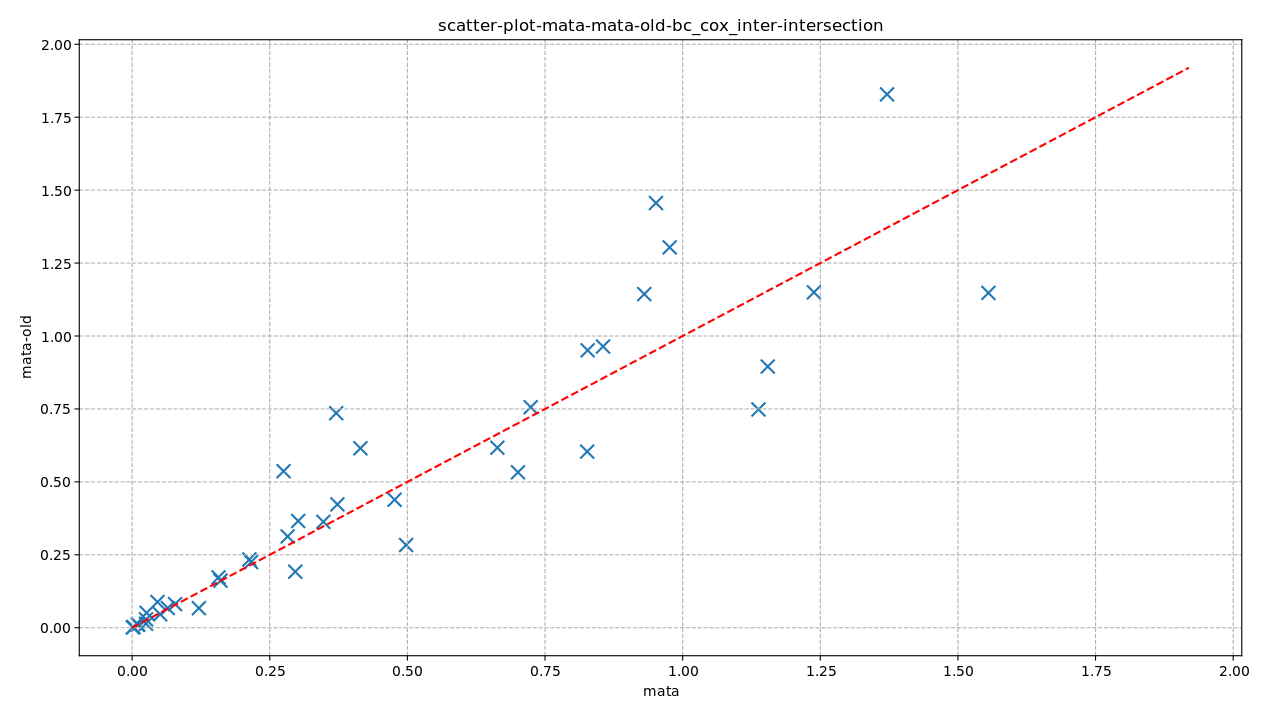 scatter-plot-mata-mata-old-bc_cox_inter-intersection
2.00
1.75
1.50
1.25
1.00
0.75
0.50
0.25
0.00
mata-old
0.00 0.25 0.50 0.75 1.00 1.25 1.50 1.75 2.00
mata